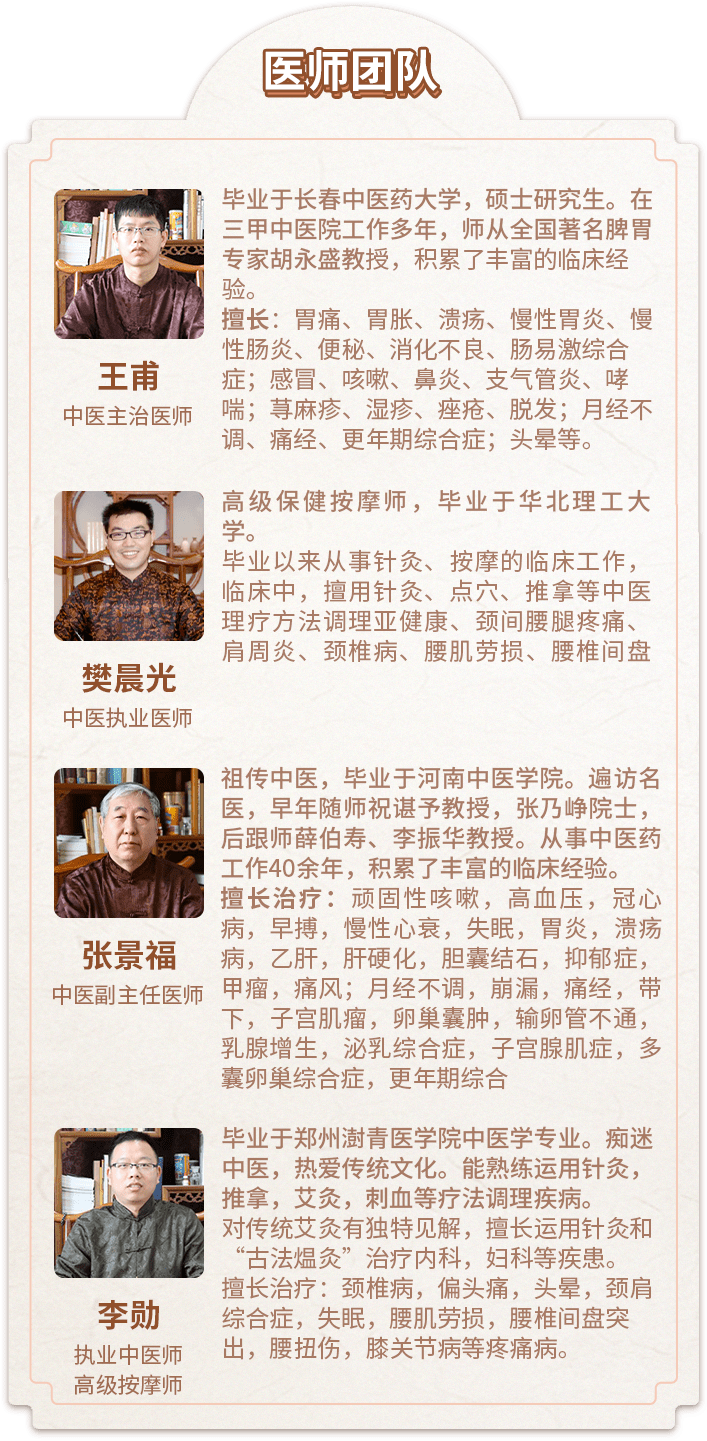 医师团队
毕业于长春中医药大学，硕士研究生。在
三甲中医院工作多年，师从全国著名脾胃
专家胡永盛教授，积累了丰富的临床经
验。
擅长：胃痛、胃胀、溃疡、慢性胃炎、慢
性肠炎、便秘、消化不良、肠易激综合
症；感冒、咳嗽、鼻炎、支气管炎、哮
喘；荨麻疹、湿疹、痤疮、脱发；月经不
调、痛经、更年期综合症；头晕等。
王甫
中医主治医师
高级保健按摩师，毕业于华北理工大
学。
毕业以来从事针灸、按摩的临床工作，
临床中，擅用针灸、点穴、推拿等中医
理疗方法调理亚健康、颈间腰腿疼痛、
肩周炎、颈椎病、腰肌劳损、腰椎间盘
樊晨光
中医执业医师
祖传中医，毕业于河南中医学院。遍访名
医，早年随师祝谌予教授，张乃峥院士，
后跟师薛伯寿、李振华教授。从事中医药
工作40余年，积累了丰富的临床经验。
擅长治疗：顽固性咳嗽，高血压，冠心
病，早搏，慢性心衰，失眠，胃炎，溃疡
病，乙肝，肝硬化，胆囊结石，抑郁症，
甲瘤，痛风；月经不调，崩漏，痛经，带
下，子宫肌瘤，卵巢囊肿，输卵管不通，
乳腺增生，泌乳综合症，子宫腺肌症，多
囊卵巢综合症，更年期综合
张景福
中医副主任医师
毕业于郑州澍青医学院中医学专业。痴迷
中医，热爱传统文化。能熟练运用针灸，
推拿，艾灸，刺血等疗法调理疾病。
对传统艾灸有独特见解，擅长运用针灸和
“古法煴灸”治疗内科，妇科等疾患。
擅长治疗：颈椎病，偏头痛，头晕，颈肩
综合症，失眠，腰肌劳损，腰椎间盘突
出，腰扭伤，膝关节病等疼痛病。
李勋
执业中医师
高级按摩师